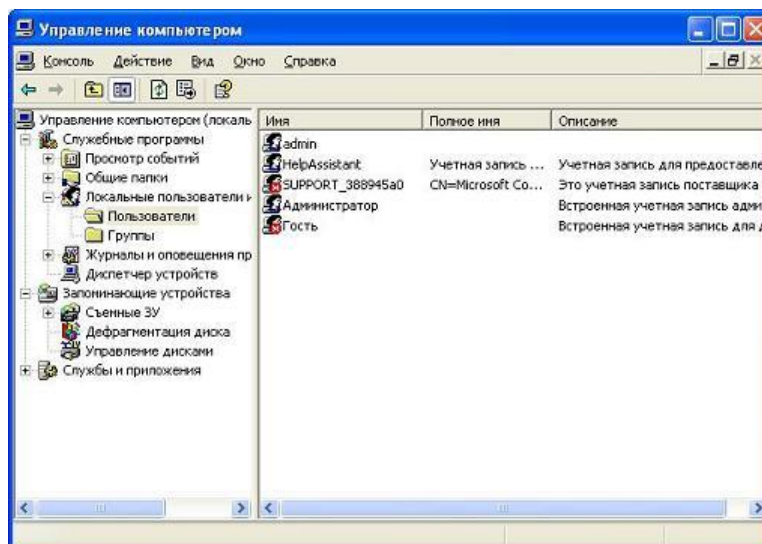 Управление компьютером
Консоль Действие Вид Окно Справка
Управление компьютером (локаль
Служебные программы
Просмотр событий
Общие папки
Локальные пользователи и
Пользователи
Группы
Журналы и оповещения пр
Диспетчер устройств
Запоминающие устройства
Съемные ЗУ
Дефрагментация диска
Управление дисками
Службы и приложения
Имя Полное имя Описание
admin
HelpAssistant Учетная запись ... Учетная запись для предоставле
SUPPORT_388945a0 CN=Microsoft Co... Это учетная запись поставщика
Администратор Встроенная учетная запись адми
Гость Встроенная учетная запись для д